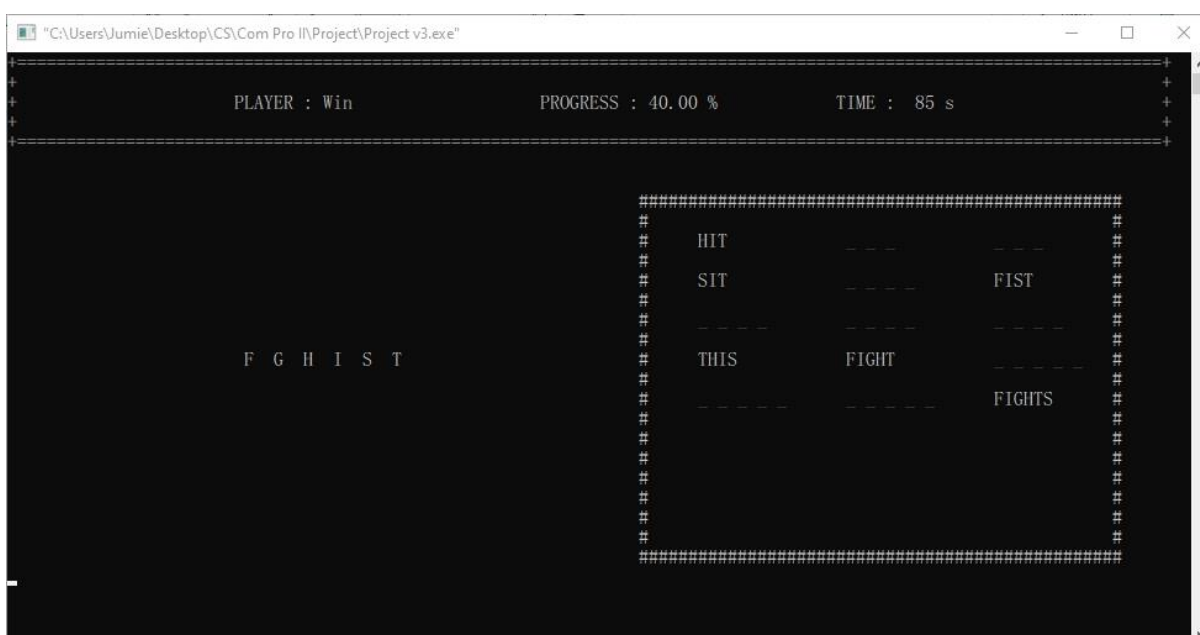 "C:\Users\Jumie\Desktop\CS\Com Pro II\Project\Project v3.exe"
+====================================================================================================================+
+ +
+ PLAYER : Win PROGRESS : 40.00 % TIME : 85 s +
+ +
+====================================================================================================================+
#################################################
# #
# HIT _ _ _ _ _ _ #
# #
# SIT _ _ _ _ FIST #
# #
# _ _ _ _ _ _ _ _ _ _ _ _ #
# #
F G H I S T # THIS FIGHT _ _ _ _ _ #
# #
# _ _ _ _ _ _ _ _ _ _ FIGHTS #
# #
# #
# #
# #
# #
# #
# #
#################################################